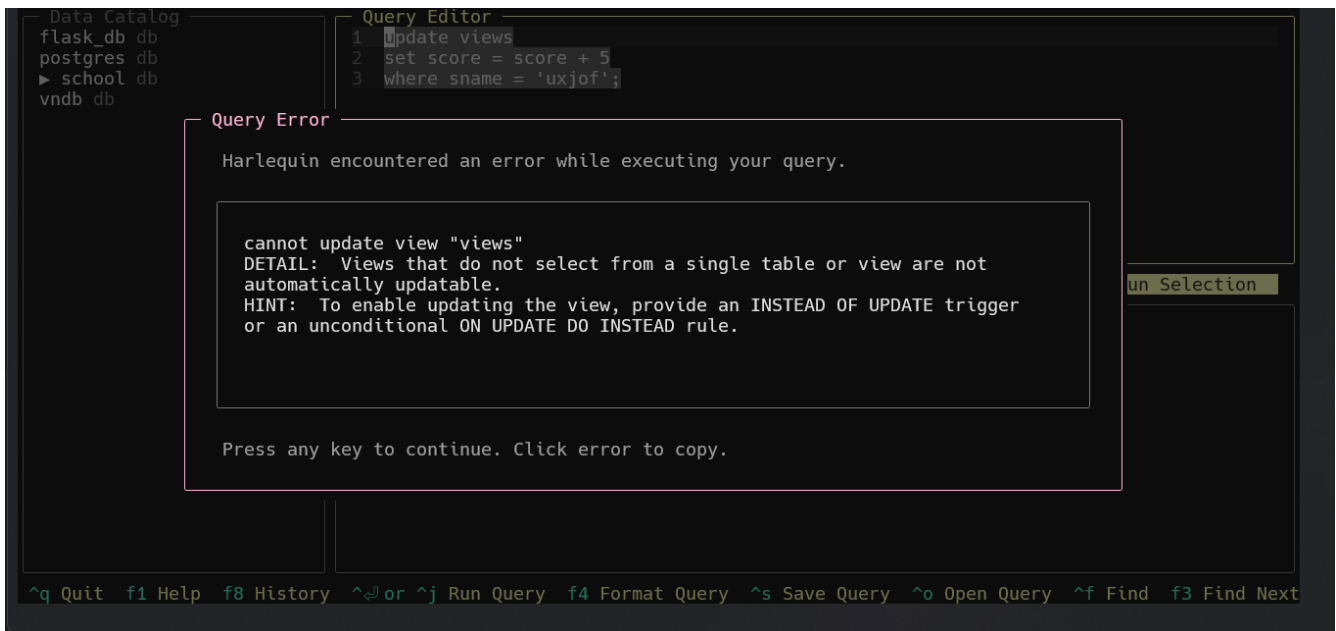 Data Catalog
flask_db db
postgres db
▶ school db
vndb db
Query Editor
1 update views
2 set score = score + 5
3 where sname = 'uxjof';
Query Error
Harlequin encountered an error while executing your query.
cannot update view "views"
DETAIL:  Views that do not select from a single table or view are not
automatically updatable.
HINT:  To enable updating the view, provide an INSTEAD OF UPDATE trigger
or an unconditional ON UPDATE DO INSTEAD rule.
un Selection
Press any key to continue. Click error to copy.
^q Quit  f1 Help  f8 History  ^⏎ or ^j Run Query  f4 Format Query  ^s Save Query  ^o Open Query  ^f Find  f3 Find Next